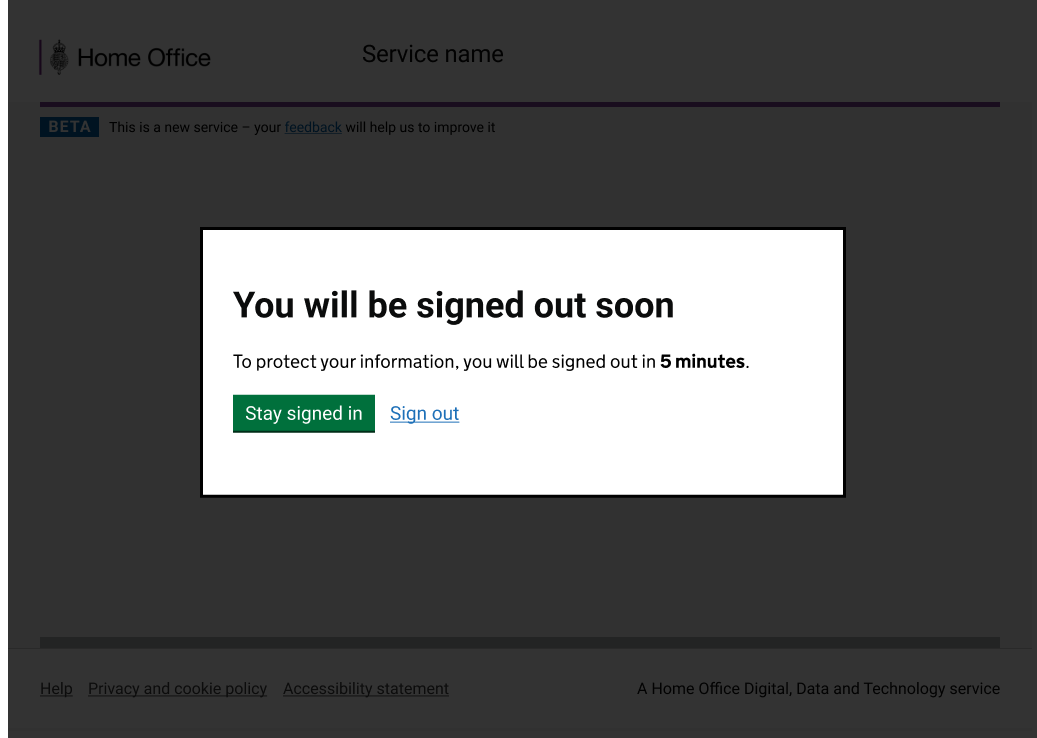 Home Office
Service name
BETA This is a new service – your feedback will help us to improve it
You will be signed out soon
To protect your information, you will be signed out in 5 minutes.
Stay signed in Sign out
Help Privacy and cookie policy Accessibility statement A Home Office Digital, Data and Technology service